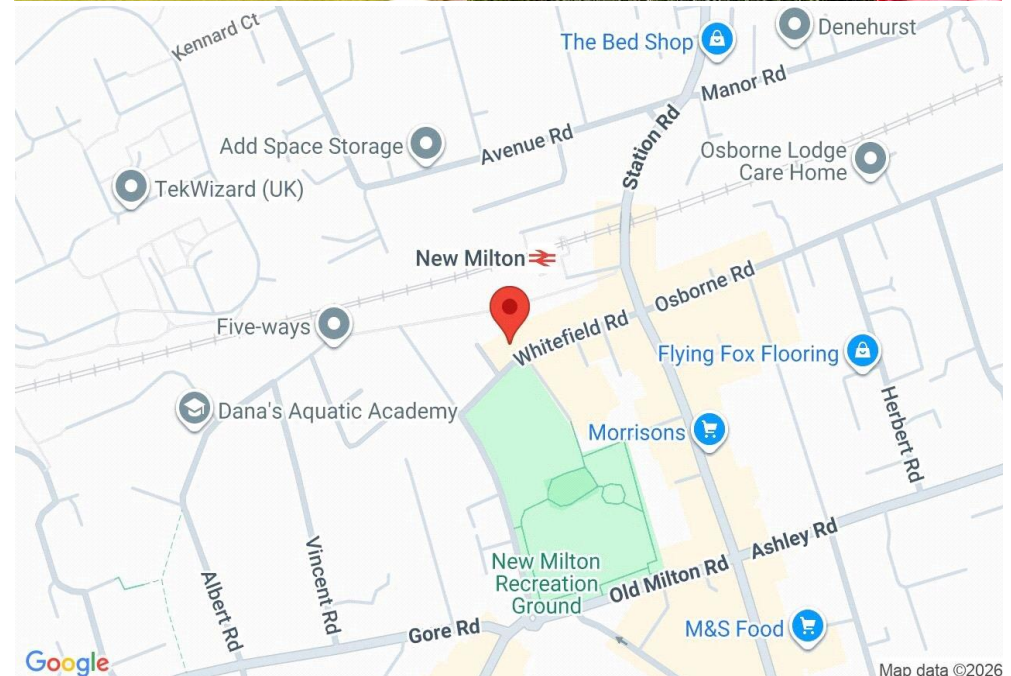 Kennard Ct
The Bed Shop
Denehurst
Manor Rd
Add Space Storage
Avenue Rd
Station Rd
Osborne Lodge
Care Home
TekWizard (UK)
New Milton
Osborne Rd
Five-ways
Whitefield Rd
Flying Fox Flooring
Dana's Aquatic Academy
Morrisons
Herbert Rd
Ashley Rd
Vincent Rd
New Milton
Recreation
Ground
Old Milton Rd
Albert Rd
Gore Rd
M&S Food
Google
Map data ©2026